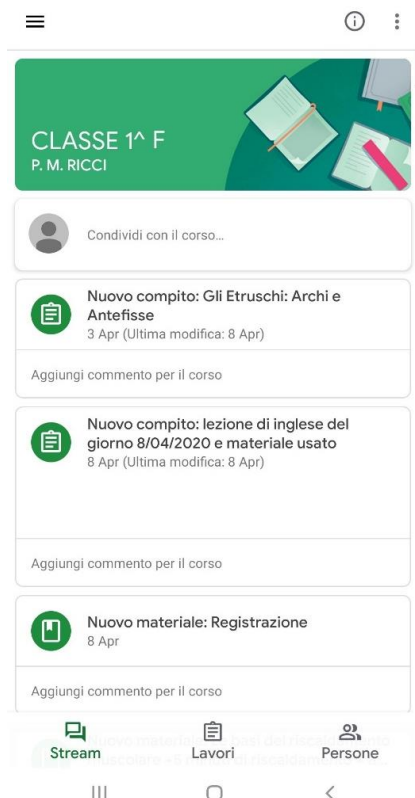 CLASSE 1^ F
P. M. RICCI
Condividi con il corso...
Nuovo compito: Gli Etruschi: Archi e
Antefisse
3 Apr (Ultima modifica: 8 Apr)
Aggiungi commento per il corso
Nuovo compito: lezione di inglese del
giorno 8/04/2020 e materiale usato
8 Apr (Ultima modifica: 8 Apr)
Aggiungi commento per il corso
Nuovo materiale: Registrazione
8 Apr
Aggiungi commento per il corso
Stream
Lavori
Persone